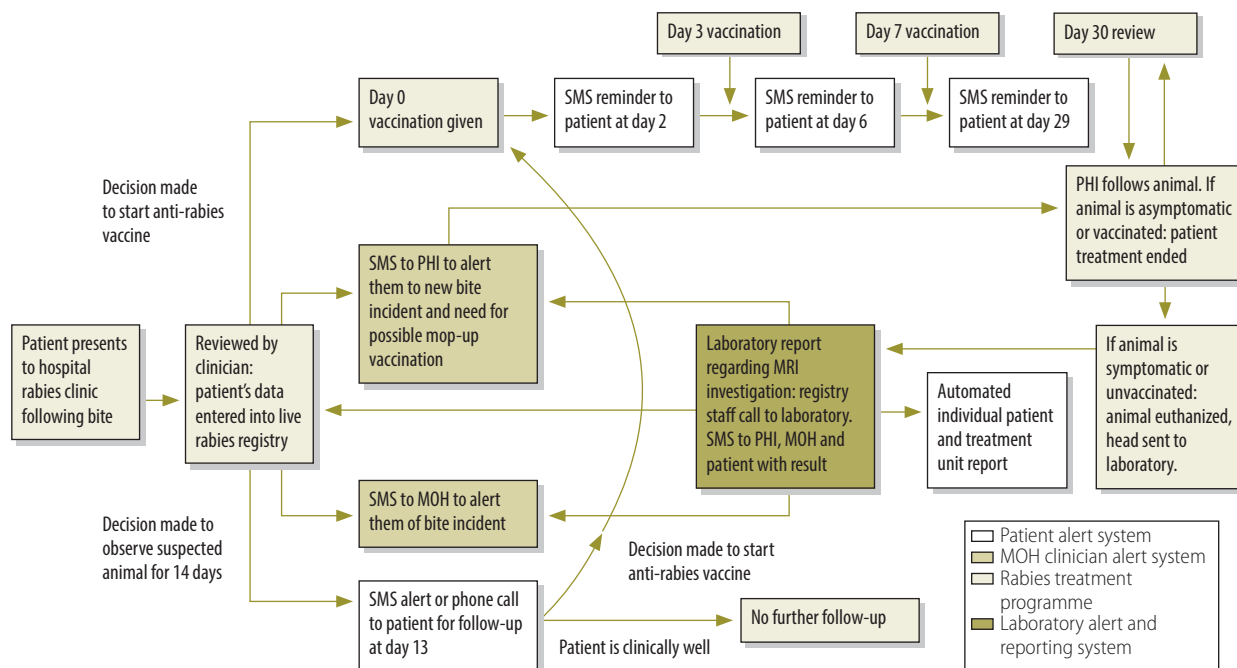 Day 3 vaccination
Day 7 vaccination
Day 30 review
Day 0
vaccination given
SMS reminder to
patient at day 2
SMS reminder to
patient at day 6
SMS reminder to
patient at day 29
Decision made
to start anti-rabies
vaccine
PHI follows animal. If
animal is asymptomatic
or vaccinated: patient
treatment ended
SMS to PHI to alert
them to new bite
incident and need for
possible mop-up
vaccination
Patient presents
to hospital
rabies clinic
following bite
Reviewed by
clinician:
patient's data
entered into live
rabies registry
Laboratory report
regarding MRI
investigation: registry
staff call to laboratory.
SMS to PHI, MOH and
patient with result
Automated
individual patient
and treatment
unit report
If animal is
symptomatic or
unvaccinated:
animal euthanized,
head sent to
laboratory.
SMS to MOH to alert
them of bite incident
Decision made to
observe suspected
animal for 14 days
Decision made to start
anti-rabies vaccine
SMS alert or phone call
to patient for follow-up
at day 13
No further follow-up
Patient is clinically well
Patient alert system
MOH clinician alert system
Rabies treatment
programme
Laboratory alert and
reporting system